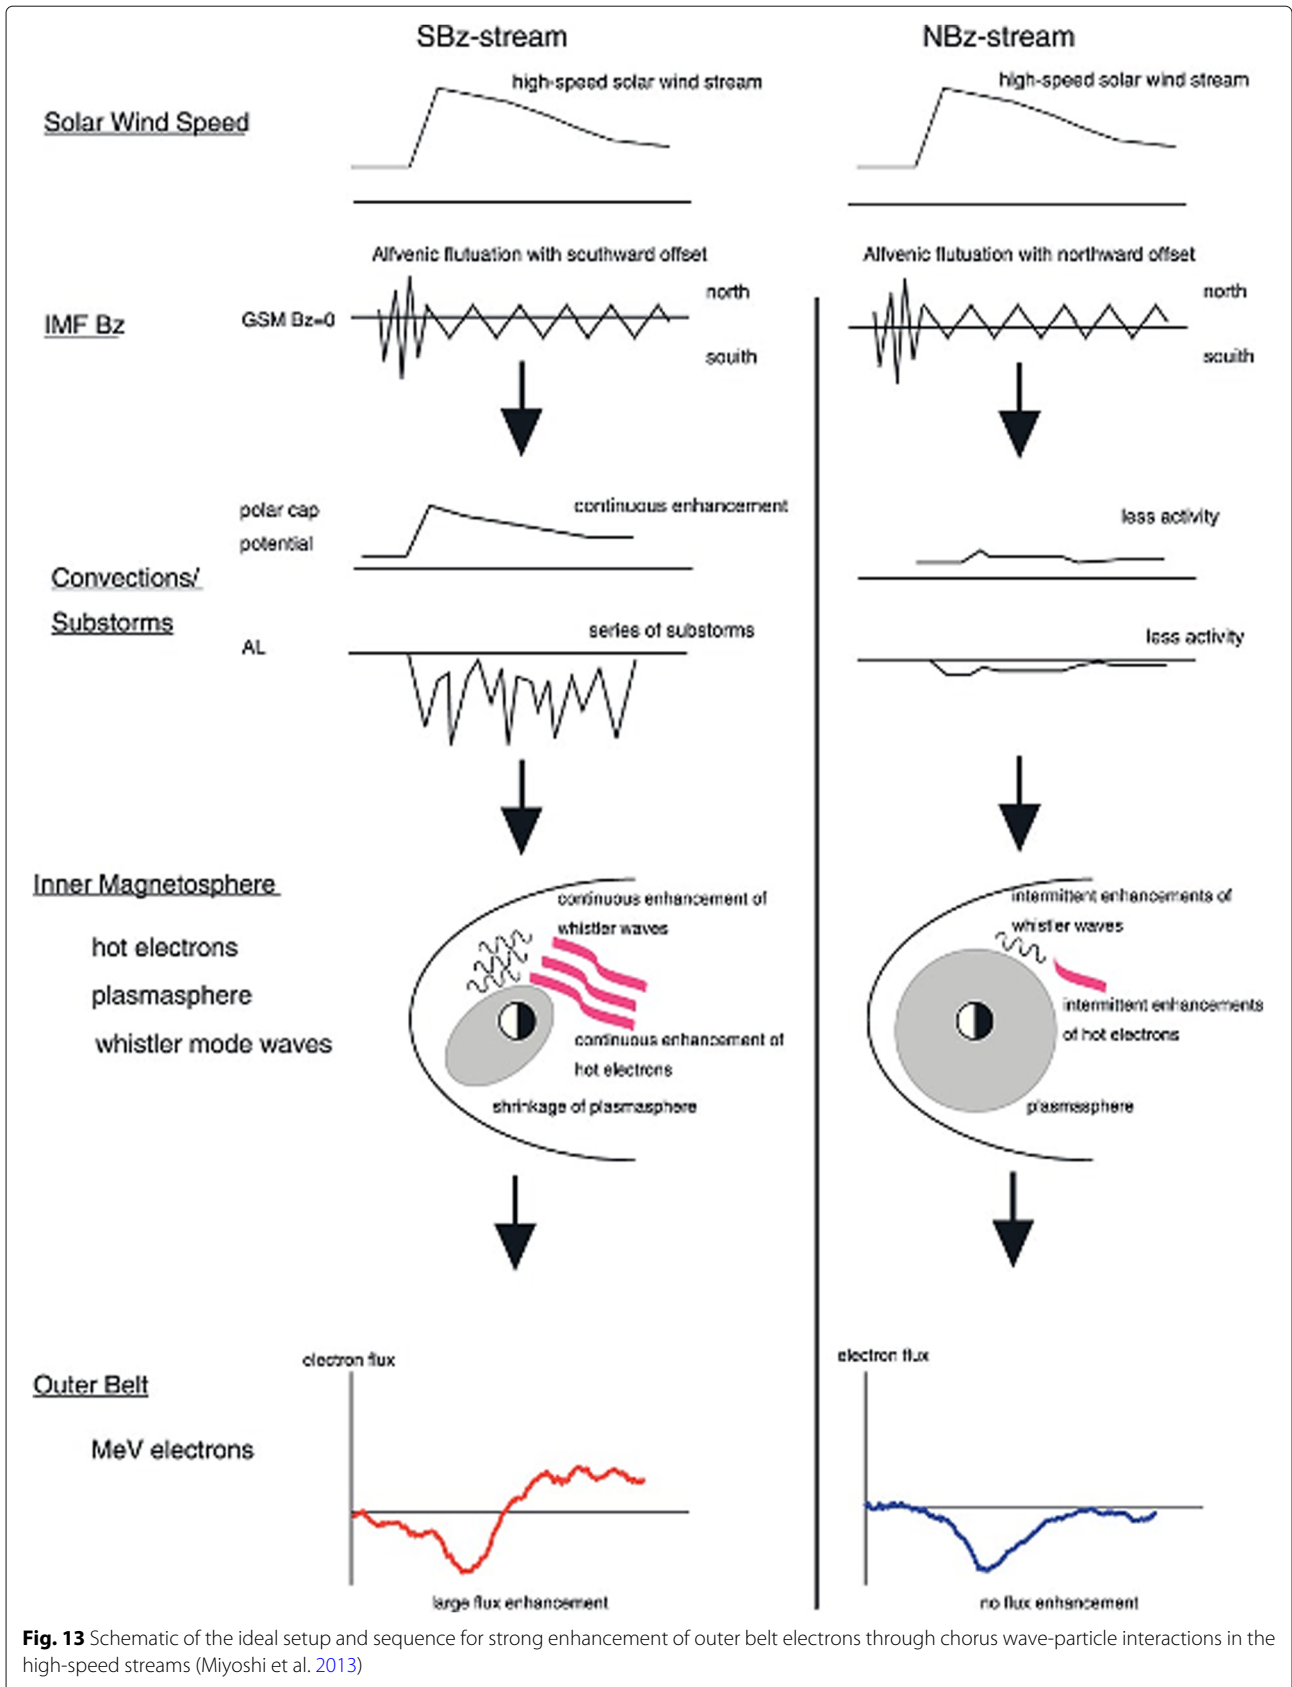 SBz-stream
NBz-stream
high-speed solar wind stream
high-speed solar wind stream
Solar Wind Speed
Alfvenic flutuation with southward offset
Alfvenic flutuation with northward offset
north
north
IMF Bz
GSM Bz=0
souith
souith
polar cap
potential
continuous enhancement
less activity
Convections/
Substorms
series of substorms
less activity
AL
Inner Magnetosphere
hot electrons
plasmasphere
whistler mode waves
continuous enhancement of
whistler waves
continuous enhancement of
hot electrons
shrinkage of plasmasphere
intermittent enhancements of
whistler waves
intermittent enhancements
of hot electrons
plasmasphere
electron flux
electron flux
Outer Belt
MeV electrons
large flux enhancement
no flux enhancement
Fig. 13 Schematic of the ideal setup and sequence for strong enhancement of outer belt electrons through chorus wave-particle interactions in the
high-speed streams (Miyoshi et al. 2013)